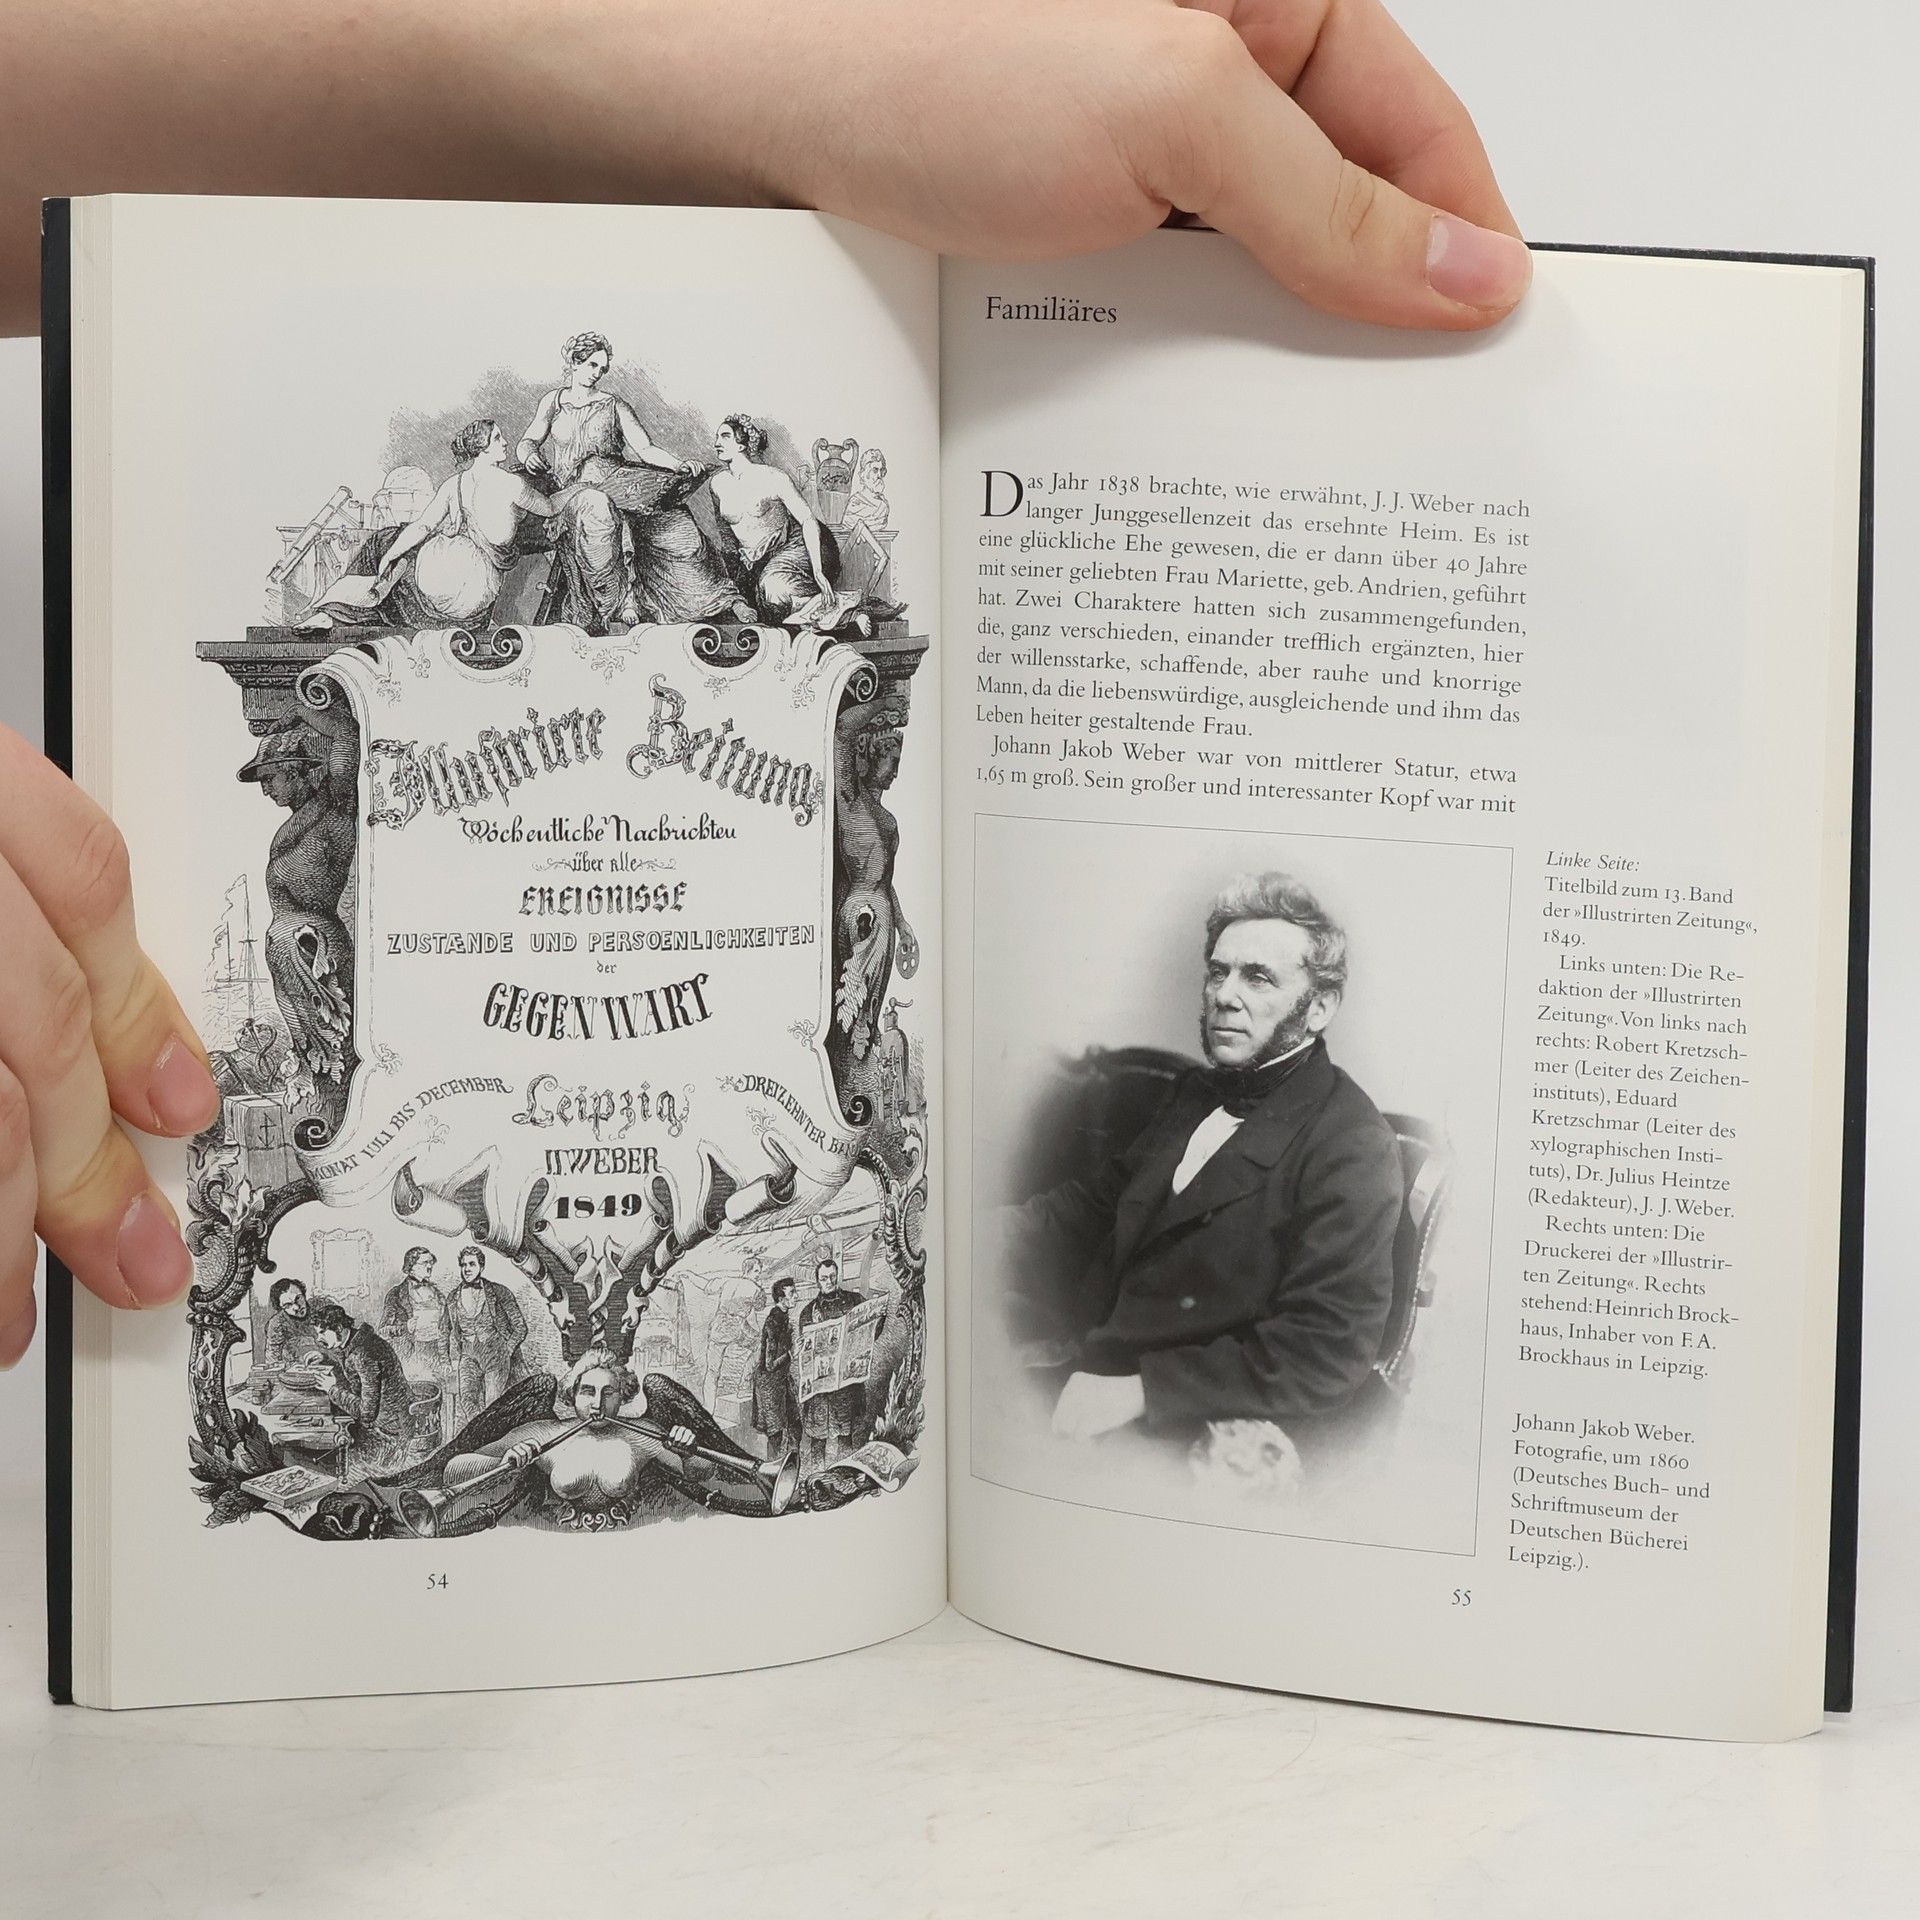 Illustrirte Zeitung
Wöchentliche Nachrichten
über alle
EREIGNISSE
ZUSTÆNDE UND PERSOENLICHKEITEN
der
GEGENWART
MONAT IULI BIS DECEMBER
Leipzig
DREIZEHNTER BAND
I.I.WEBER
1849
54
Familiäres
Das Jahr 1838 brachte, wie erwähnt, J. J. Weber nach
langer Junggesellenzeit das ersehnte Heim. Es ist
eine glückliche Ehe gewesen, die er dann über 40 Jahre
mit seiner geliebten Frau Mariette, geb. Andrien, geführt
hat. Zwei Charaktere hatten sich zusammengefunden,
die, ganz verschieden, einander trefflich ergänzten, hier
der willensstarke, schaffende, aber rauhe und knorrige
Mann, da die liebenswürdige, ausgleichende und ihm das
Leben heiter gestaltende Frau.
Johann Jakob Weber war von mittlerer Statur, etwa
1,65 m groß. Sein großer und interessanter Kopf war mit
Linke Seite:
Titelbild zum 13. Band
der »Illustrirten Zeitung«,
1849.
Links unten: Die Re-
daktion der »Illustrirten
Zeitung«. Von links nach
rechts: Robert Kretzsch-
mer (Leiter des Zeichen-
instituts), Eduard
Kretzschmar (Leiter des
xylographischen Insti-
tuts), Dr. Julius Heintze
(Redakteur), J. J. Weber.
Rechts unten: Die
Druckerei der »Illustrir-
ten Zeitung«. Rechts
stehend: Heinrich Brock-
haus, Inhaber von F. A.
Brockhaus in Leipzig.
Johann Jakob Weber.
Fotografie, um 1860
(Deutsches Buch- und
Schriftmuseum der
Deutschen Bücherei
Leipzig.).
55